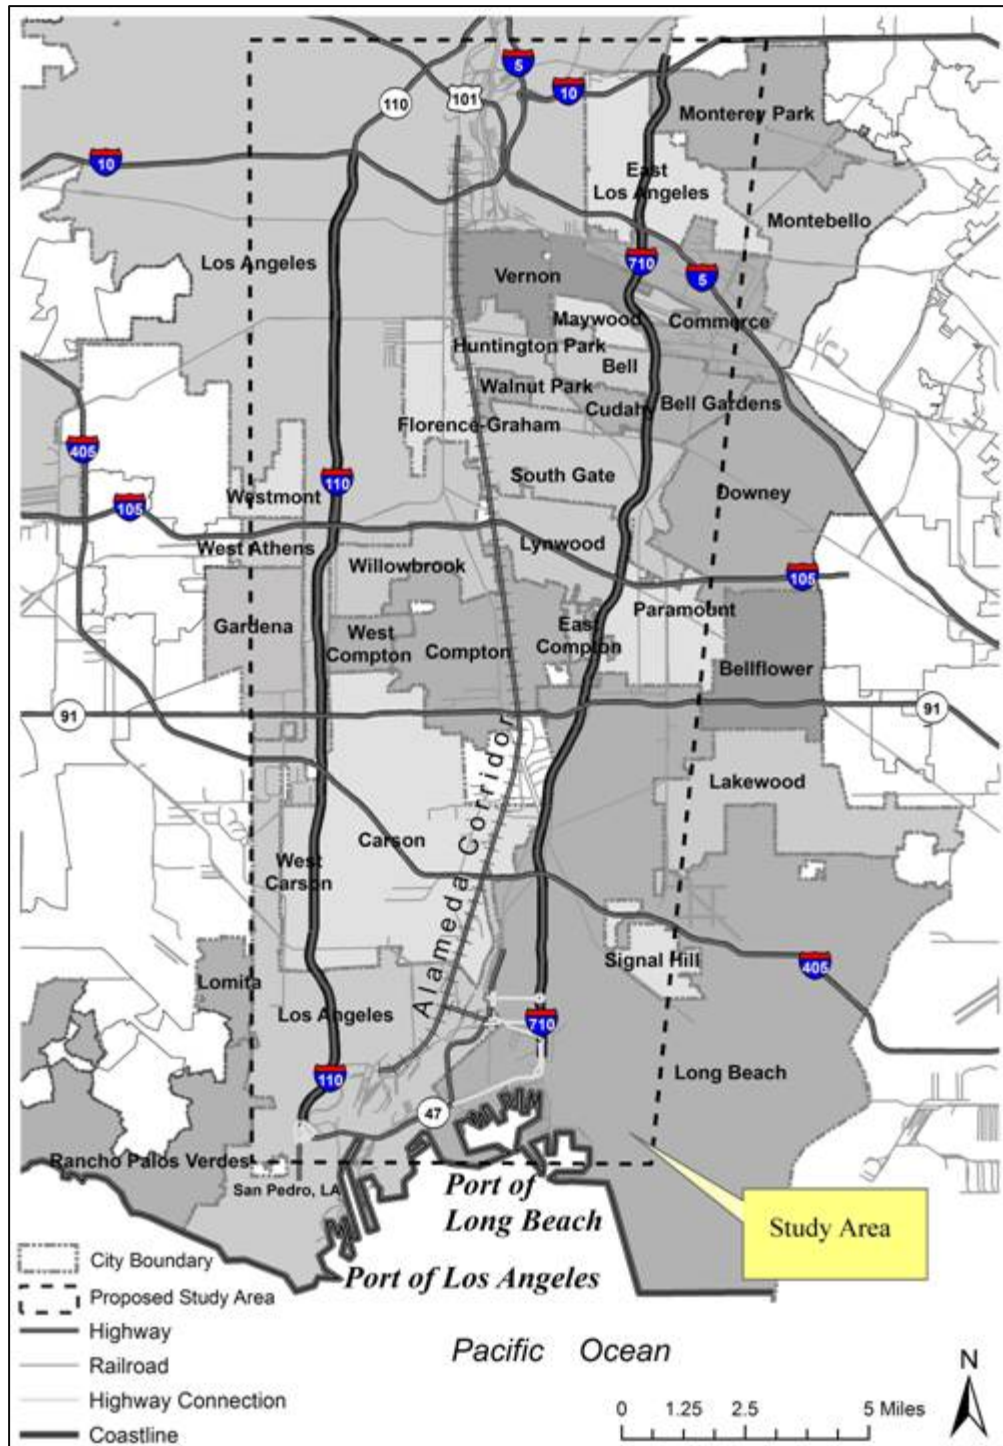 5
10
101
110
Monterey Park
10
East
Los Angeles
Montebello
Los Angeles
710
Vernon
5
Maywood
Commerce
Huntington Park
Bell
Walnut Park
Cudahy
Bell Gardens
Florence-Graham
405
110
South Gate
Westmont
Downey
105
West Athens
Lynwood
Willowbrook
105
Paramount
Gardena
West
Compton
Compton
East
Compton
Bellflower
91
91
Alameda Corridor
Lakewood
Carson
West
Carson
Signal Hill
405
Lomita
Los Angeles
710
110
Long Beach
47
Rancho Palos Verdes
San Pedro, LA
Port of
Long Beach
Study Area
Port of Los Angeles
City Boundary
Proposed Study Area
Highway
Railroad
Highway Connection
Coastline
Pacific Ocean
N
0 1.25 2.5 5 Miles